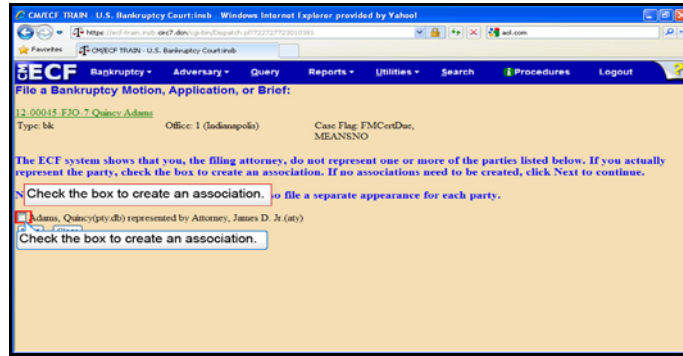 CM/ECF TRAIN - U.S. Bankruptcy Court:insb - Windows Internet Explorer provided by Yahoo!
aol.com
Favorites CM/ECF TRAIN - U.S. Bankruptcy Court:insb
ECF Bankruptcy Adversary Query Reports Utilities Search Procedures Logout ?
File a Bankruptcy Motion, Application, or Brief:
12-00045-FJO-7 Quincy Adams
Type: bk Office: 1 (Indianapolis) Case Flag: FMCertDue,
MEANSNO
The ECF system shows that you, the filing attorney, do not represent one or more of the parties listed below. If you actually
represent the party, check the box to create an association. If no associations need to be created, click Next to continue.
Check the box to create an association. file a separate appearance for each party.
Adams, Quincy(pty:db) represented by Attorney, James D. Jr.(aty)
Check the box to create an association.